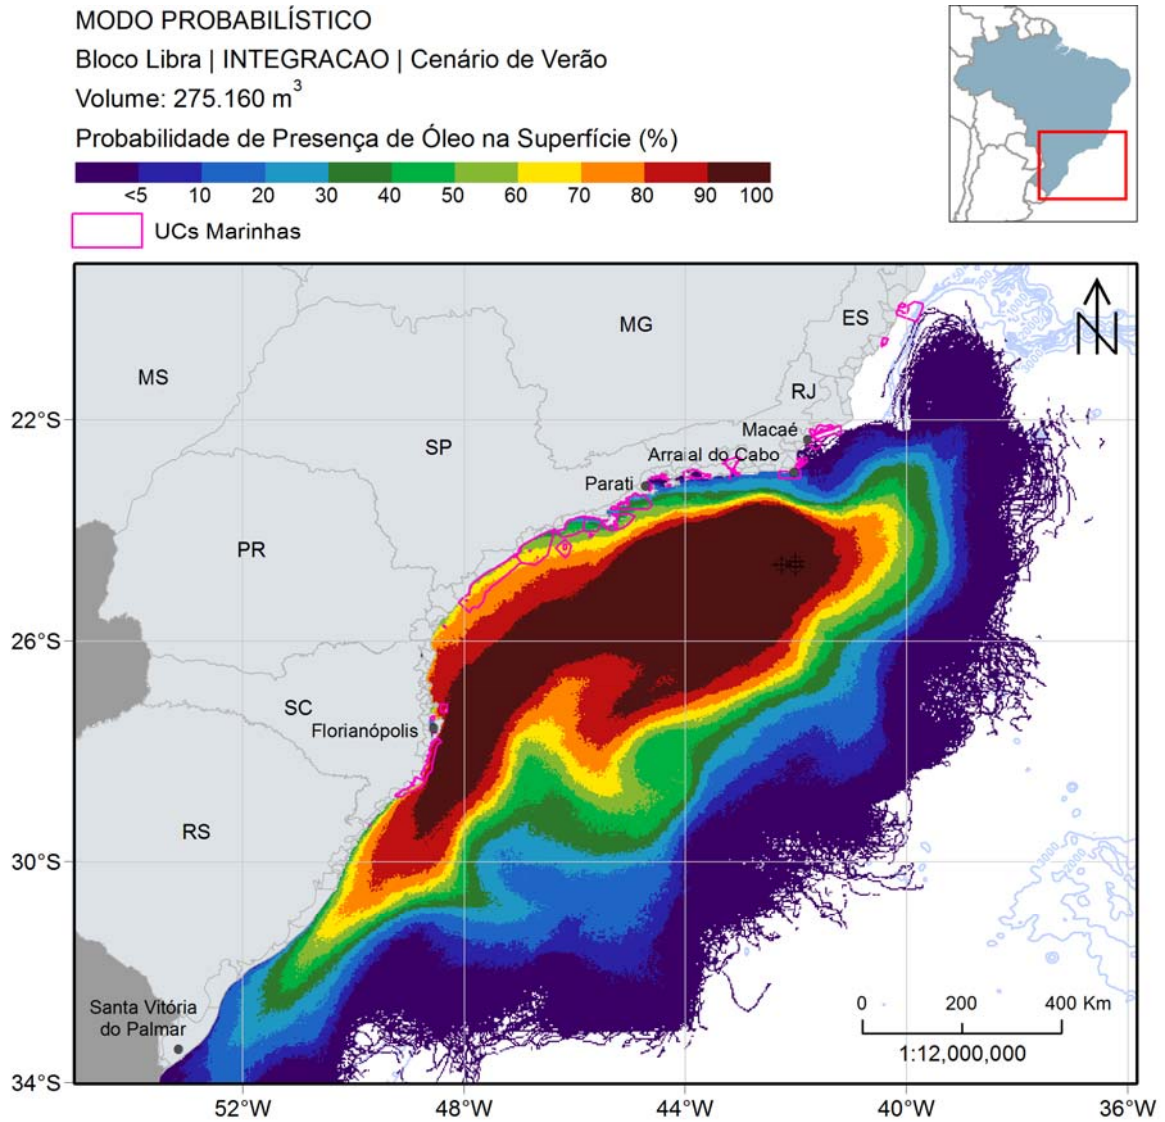 MODO PROBABILÍSTICO
Bloco Libra | INTEGRACAO | Cenário de Verão
Volume: 275.160 m³
Probabilidade de Presença de Óleo na Superfície (%)
<5 10 20 30 40 50 60 70 80 90 100
UCs Marinhas
MG
ES
N
MS
RJ
22°S
Macaé
SP
Arraial do Cabo
Parati
PR
26°S
SC
Florianópolis
RS
30°S
Santa Vitória
do Palmar
0 200 400 Km
1:12,000,000
34°S
52°W 48°W 44°W 40°W 36°W